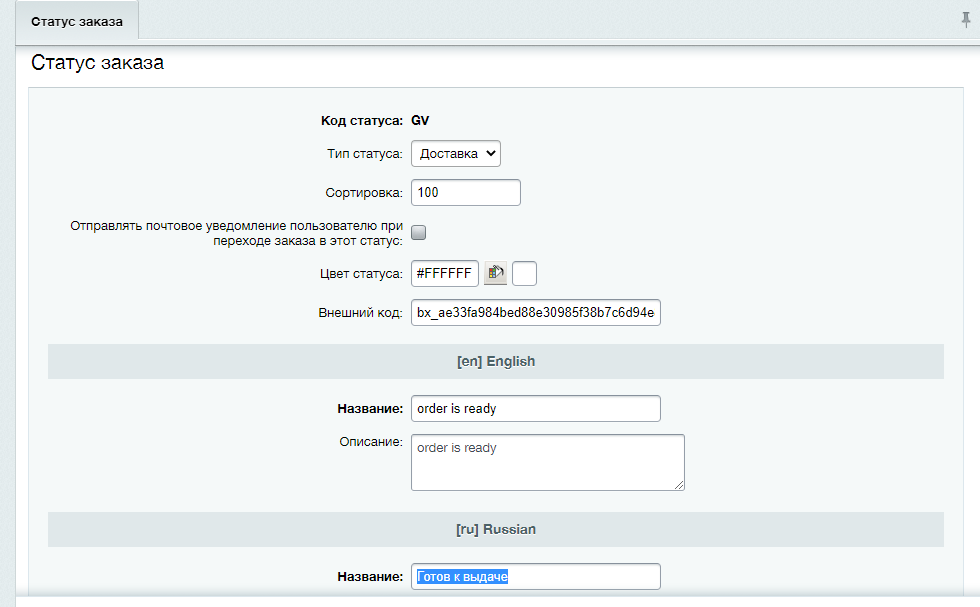 Статус заказа
Статус заказа
Код статуса: GV
Тип статуса: Доставка
Сортировка: 100
Отправлять почтовое уведомление пользователю при
переходе заказа в этот статус:
Цвет статуса: #FFFFFF
Внешний код: bx_ae33fa984bed88e30985f38b7c6d94e
[en] English
Название: order is ready
Описание: order is ready
[ru] Russian
Название: Готов к выдаче